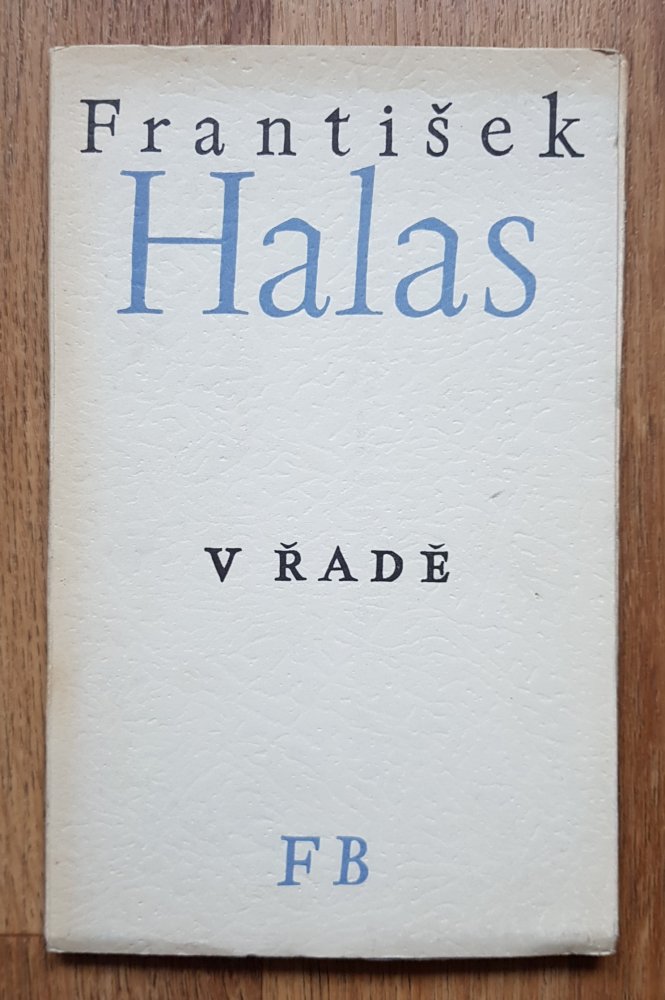 František
Halas
V ŘADĚ
FB